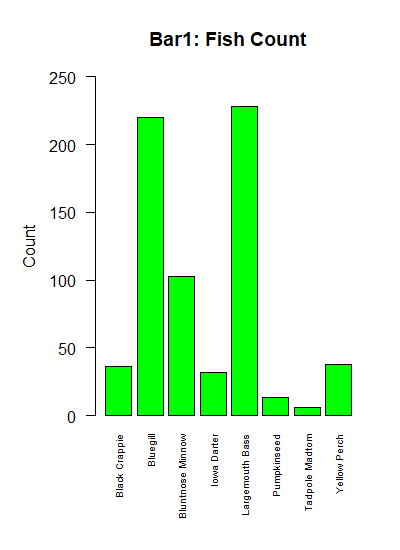 Bar1: Fish Count
Count
250
200
150
100
50
0
Black Crappie
Bluegill
Bluntnose Minnow
Iowa Darter
Largemouth Bass
Pumpkinseed
Tadpole Madtom
Yellow Perch